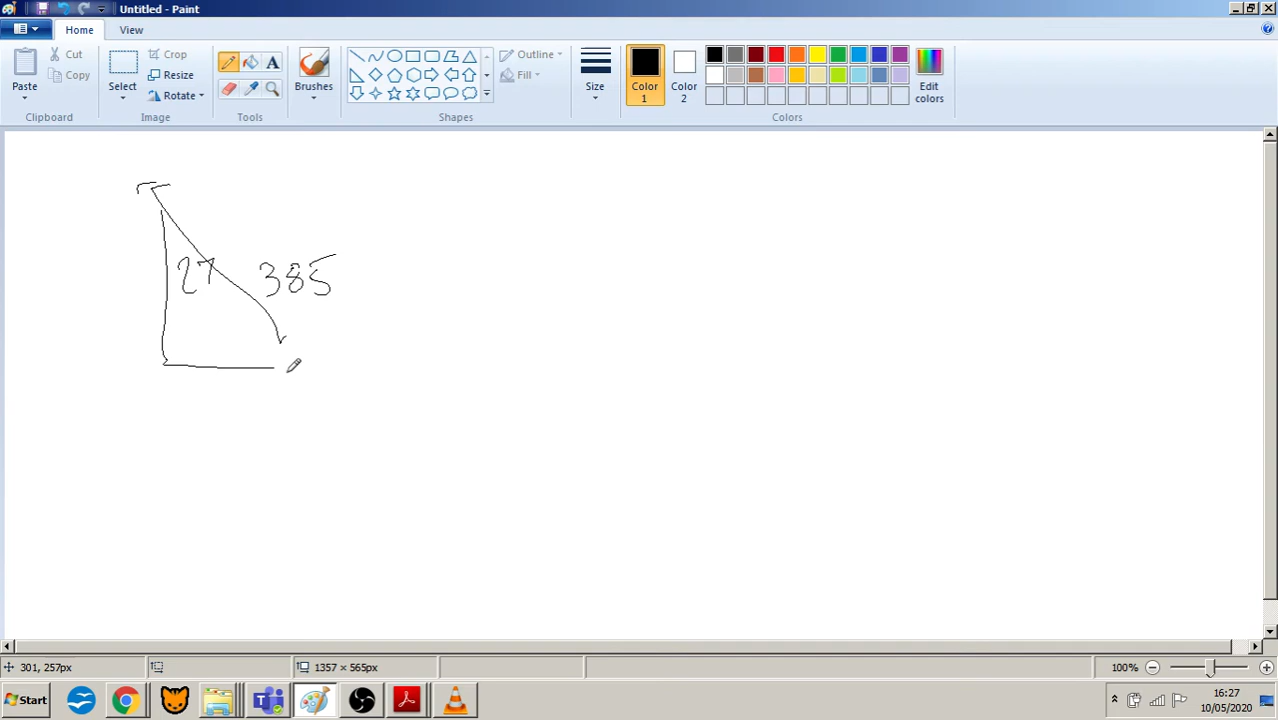 Untitled - Paint
Home View
Paste
Cut
Copy
Clipboard
Select
Crop
Resize
Rotate
Image
A
Tools
Brushes
Outline
Fill
Shapes
Size
Color 1
Color 2
Edit colors
Colors
27 385
301, 257px
1357 × 565px
100%
Start
16:27
10/05/2020